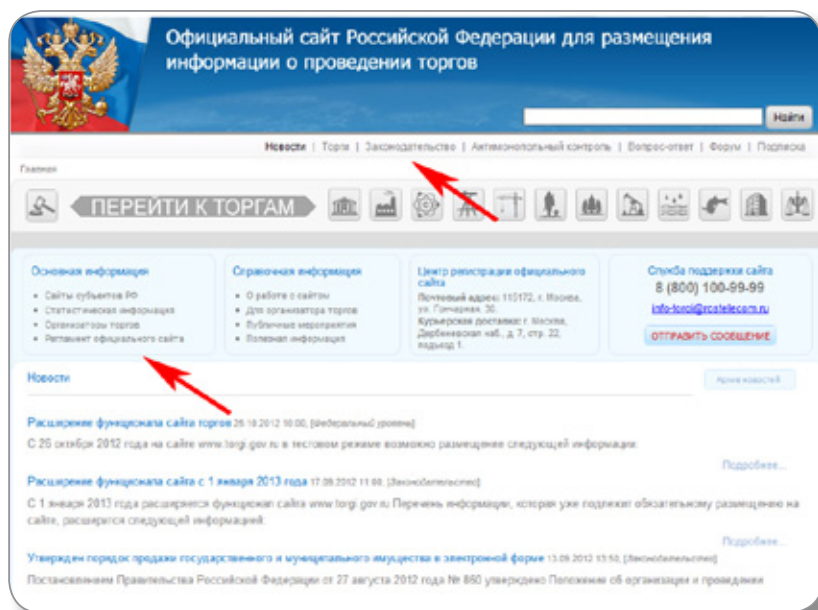 Официальный сайт Российской Федерации для размещения
информации о проведении торгов
Найти
Новости | Торги | Законодательство | Антимонопольный контроль | Вопрос-ответ | Форум | Подписка
Главная
ПЕРЕЙТИ К ТОРГАМ
Основная информация
Сайты субъектов РФ
Статистическая информация
Организаторы торгов
Регламент официального сайта
Справочная информация
О работе с сайтом
Для организатора торгов
Публичные мероприятия
Полезная информация
Центр регистрации официального
сайта
Почтовый адрес: 115172, г. Москва,
ул. Гончарная, 30.
Курьерская доставка: г. Москва,
Дербеневская наб., д. 7, стр. 22,
подъезд 1.
Служба поддержки сайта
8 (800) 100-99-99
info-torgi@rostelecom.ru
ОТПРАВИТЬ СООБЩЕНИЕ
Новости
Архив новостей
Расширение функционала сайта торгов 26.10.2012 10:00, [Федеральный уровень]
С 26 октября 2012 года на сайте www.torgi.gov.ru в тестовом режиме возможно размещение следующей информации:
Подробнее...
Расширение функционала сайта с 1 января 2013 года 17.09.2012 11:00, [Законодательство]
С 1 января 2013 года расширяется функционал сайта www.torgi.gov.ru Перечень информации, которая уже подлежит обязательному размещению на
сайте, расширится следующей информацией:
Подробнее...
Утвержден порядок продажи государственного и муниципального имущества в электронной форме 13.09.2012 13:50, [Законодательство]
Постановлением Правительства Российской Федерации от 27 августа 2012 года № 860 утверждено Положение об организации и проведении